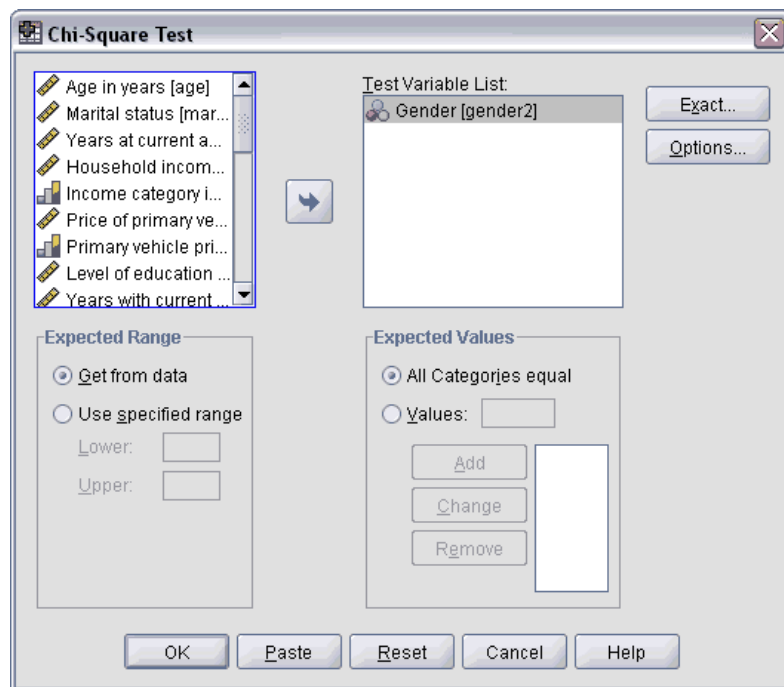 Chi-Square Test
Age in years [age]
Marital status [mar...
Years at current a...
Household incom...
Income category i...
Price of primary ve...
Primary vehicle pri...
Level of education ...
Years with current ...
Test Variable List:
Gender [gender2]
Exact...
Options...
Expected Range
Get from data
Use specified range
Lower:
Upper:
Expected Values
All Categories equal
Values:
Add
Change
Remove
OK
Paste
Reset
Cancel
Help